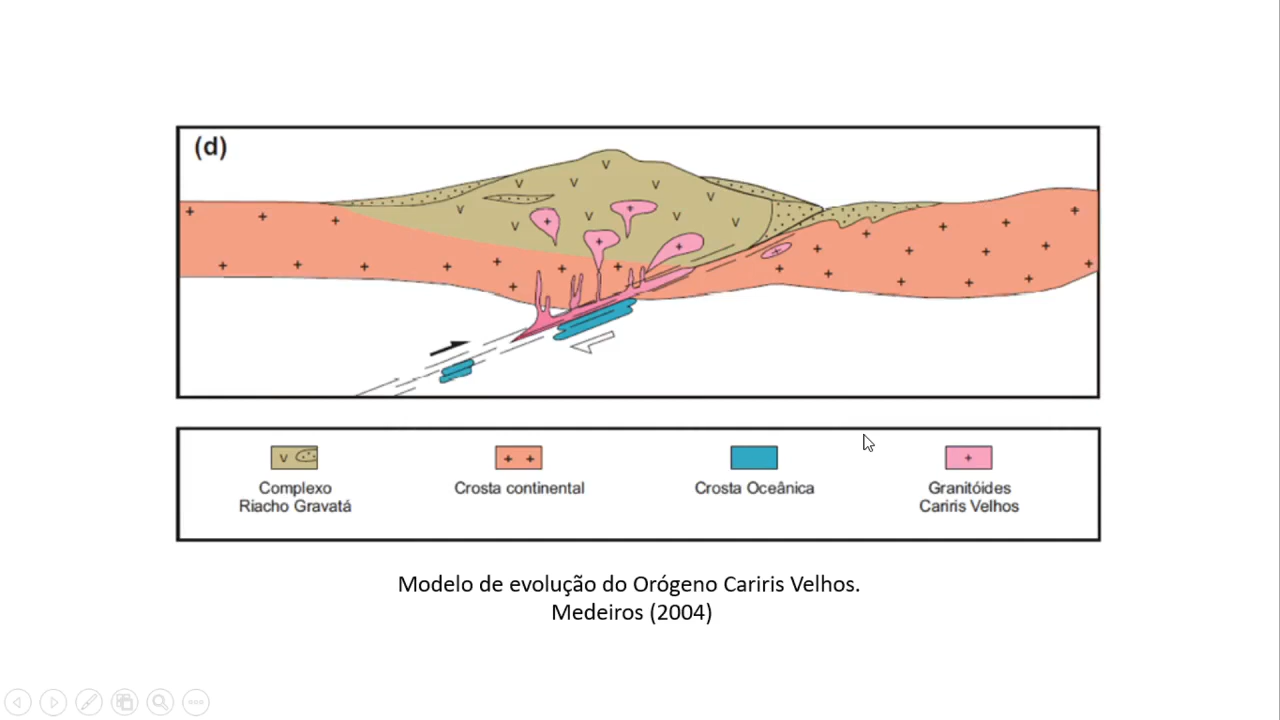 (d)
Complexo
Riacho Gravatá
Crosta continental
Crosta Oceânica
Granitóides
Cariris Velhos
Modelo de evolução do Orógeno Cariris Velhos.
Medeiros (2004)